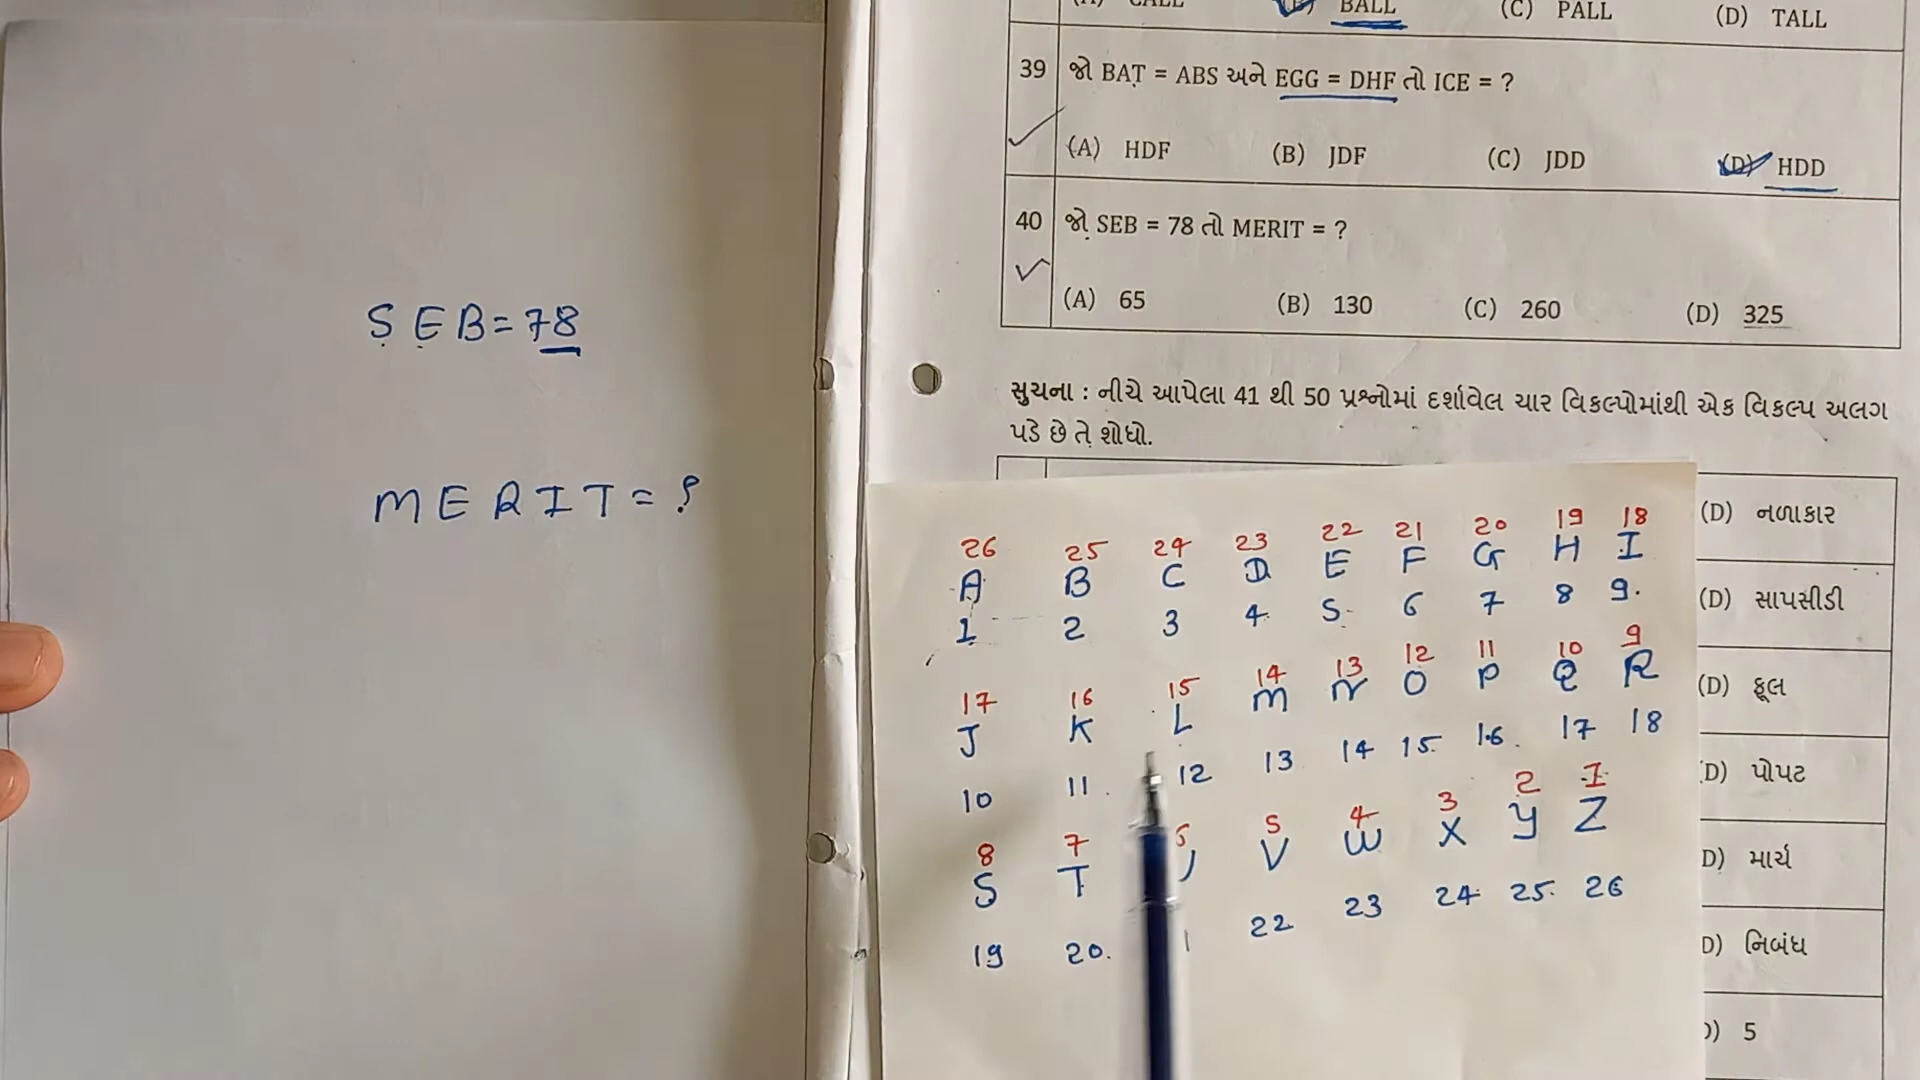 SEB=78
MERIT=?
(A) CALL (B) BALL (C) PALL (D) TALL
39 જો BAT = ABS અને EGG = DHF તો ICE = ?
(A) HDF (B) JDF (C) JDD (D) HDD
40 જો SEB = 78 તો MERIT = ?
(A) 65 (B) 130 (C) 260 (D) 325
સુચના : નીચે આપેલા 41 થી 50 પ્રશ્નોમાં દર્શાવેલ ચાર વિકલ્પોમાંથી એક વિકલ્પ અલગ
પડે છે તે શોધો.
(D) નળાકાર
(D) સાપસીડી
(D) ફૂલ
D) પોપટ
D) માર્ચ
D) નિબંધ
) 5
26 25 24 23 22 21 20 19 18
A B C D E F G H I
1 2 3 4 5 6 7 8 9.
17 16 15 14 13 12 11 10 9
J K L M N O P Q R
10 11 12 13 14 15 16 17 18
8 7 5 4 3 2 1
S T V W X Y Z
19 20. 22 23 24 25 26